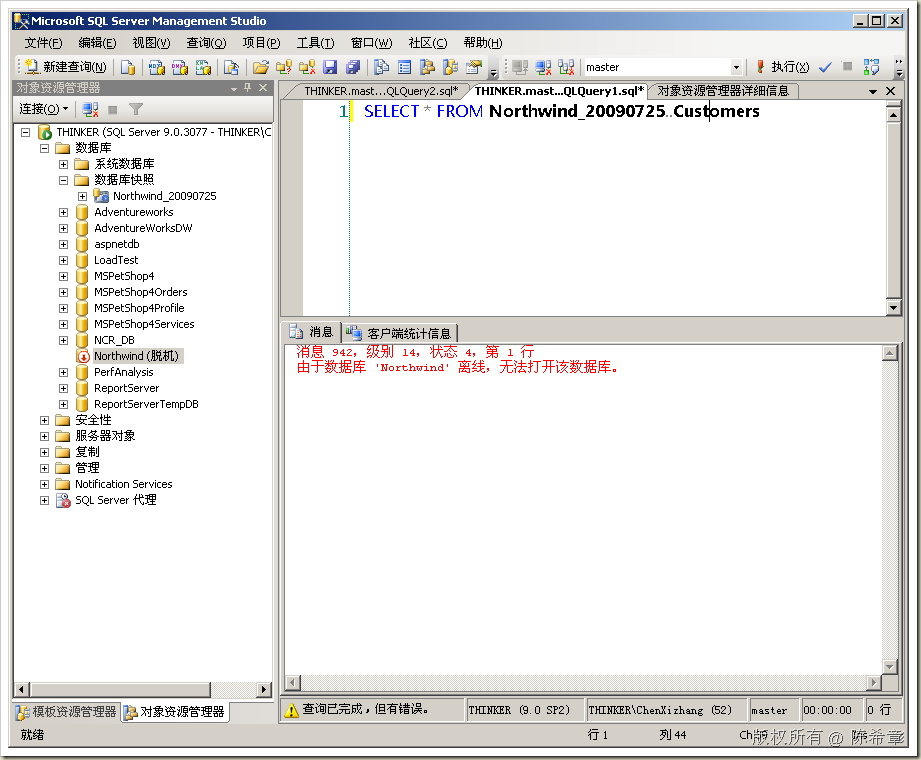 Microsoft SQL Server Management Studio
文件(F) 编辑(E) 视图(V) 查询(Q) 项目(P) 工具(T) 窗口(W) 社区(C) 帮助(H)
新建查询(N) master 执行(X)
对象资源管理器
连接(O)
THINKER (SQL Server 9.0.3077 - THINKER\C
数据库
系统数据库
数据库快照
Northwind_20090725
Adventureworks
AdventureWorksDW
aspnetdb
LoadTest
MSPetShop4
MSPetShop4Orders
MSPetShop4Profile
MSPetShop4Services
NCR_DB
Northwind (脱机)
PerfAnalysis
ReportServer
ReportServerTempDB
安全性
服务器对象
复制
管理
Notification Services
SQL Server 代理
模板资源管理器 对象资源管理器
THINKER.mast...QLQuery2.sql* THINKER.mast...QLQuery1.sql* 对象资源管理器详细信息
1 SELECT * FROM Northwind_20090725..Customers
消息 客户端统计信息
消息 942，级别 14，状态 4，第 1 行
由于数据库 'Northwind' 离线，无法打开该数据库。
查询已完成，但有错误。 THINKER (9.0 SP2) THINKER\ChenXizhang (52) master 00:00:00 0 行
就绪 行 1 列 44
版权所有 @ 陈希章